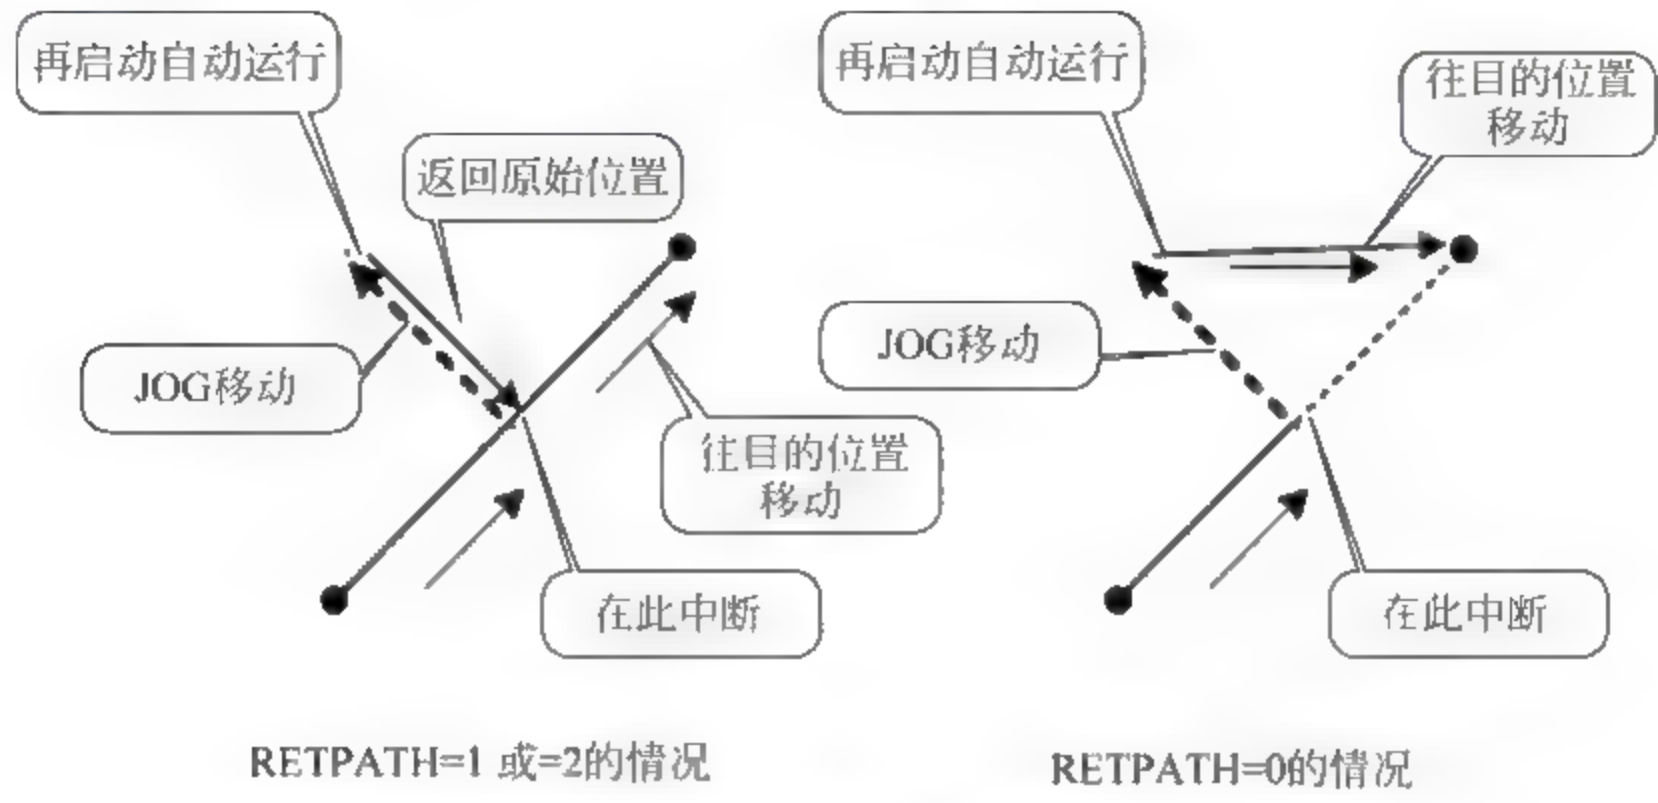 再启动自动运行
返回原始位置
JOG移动
往目的位置
移动
在此中断
RETPATH=1 或=2的情况
再启动自动运行
往目的位置
移动
JOG移动
在此中断
RETPATH=0的情况